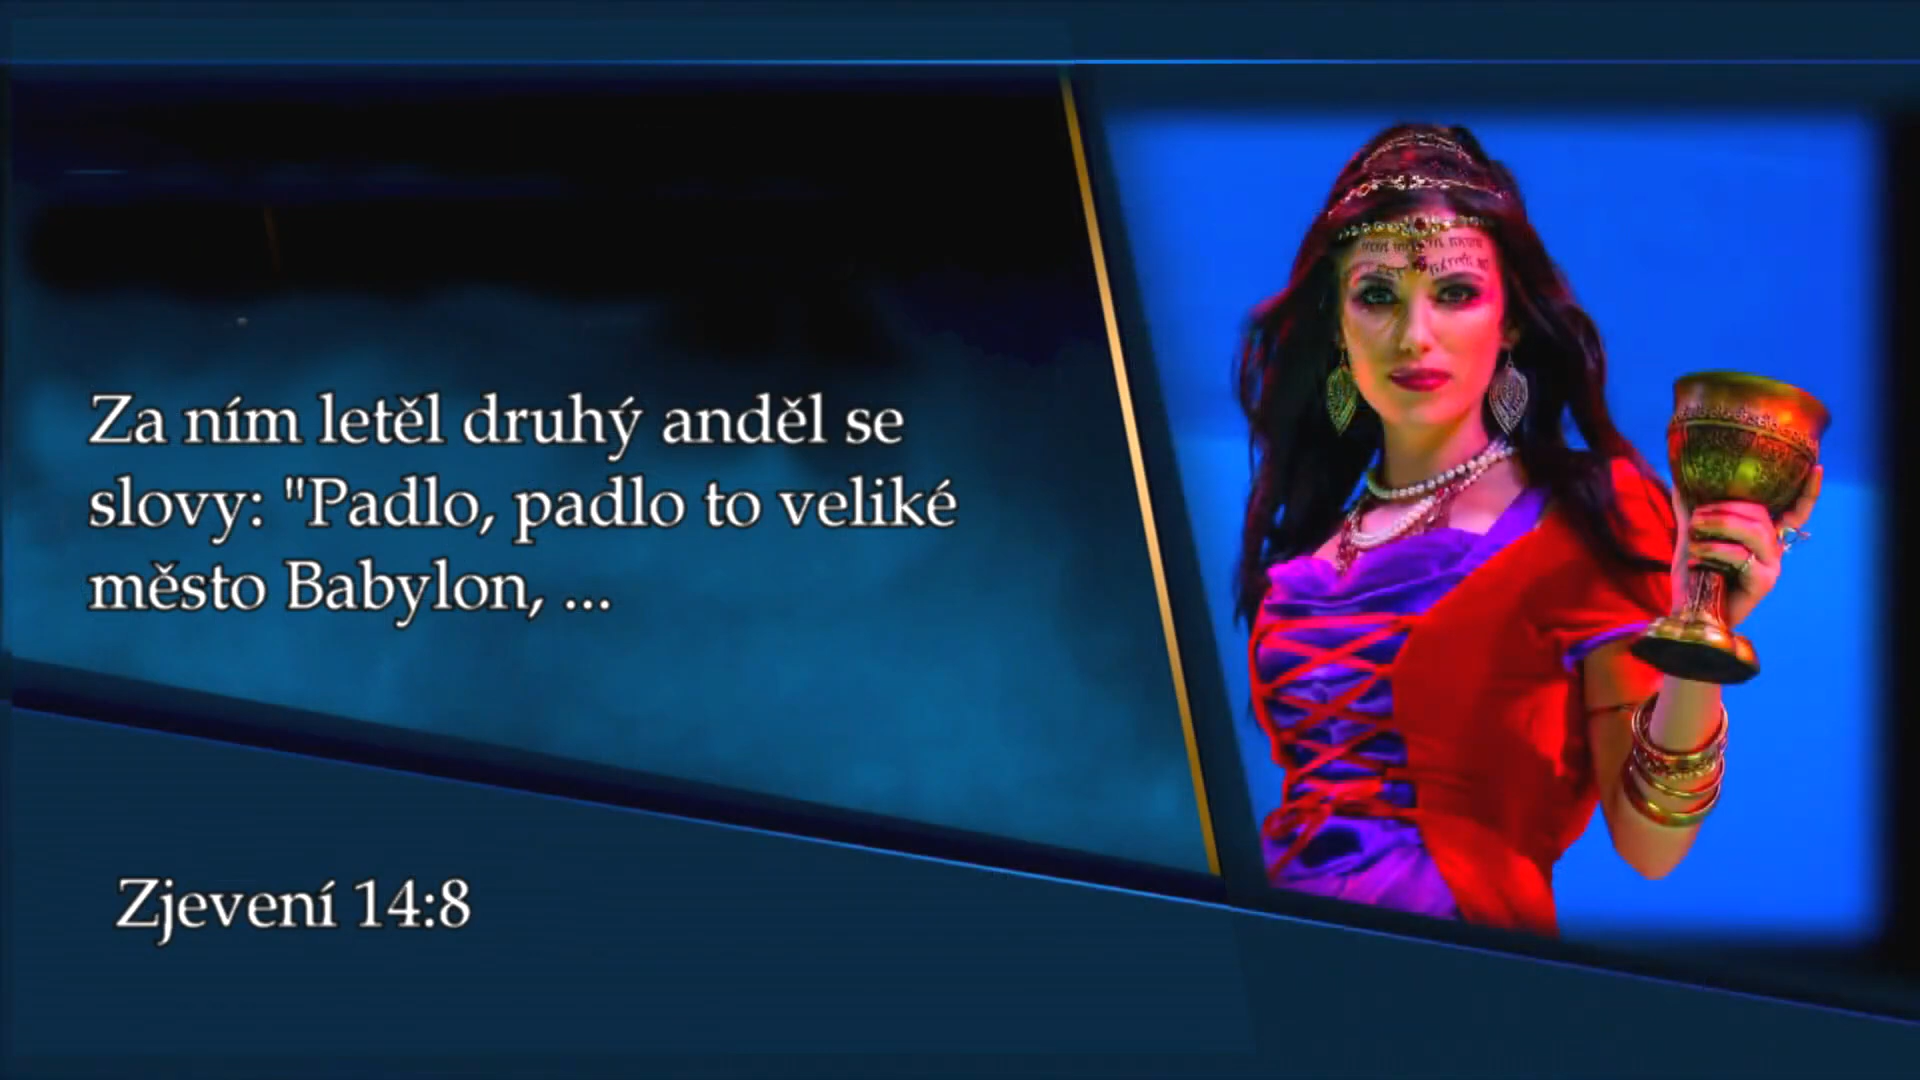 Za ním letěl druhý anděl se
slovy: "Padlo, padlo to veliké
město Babylon, ...
Zjevení 14:8